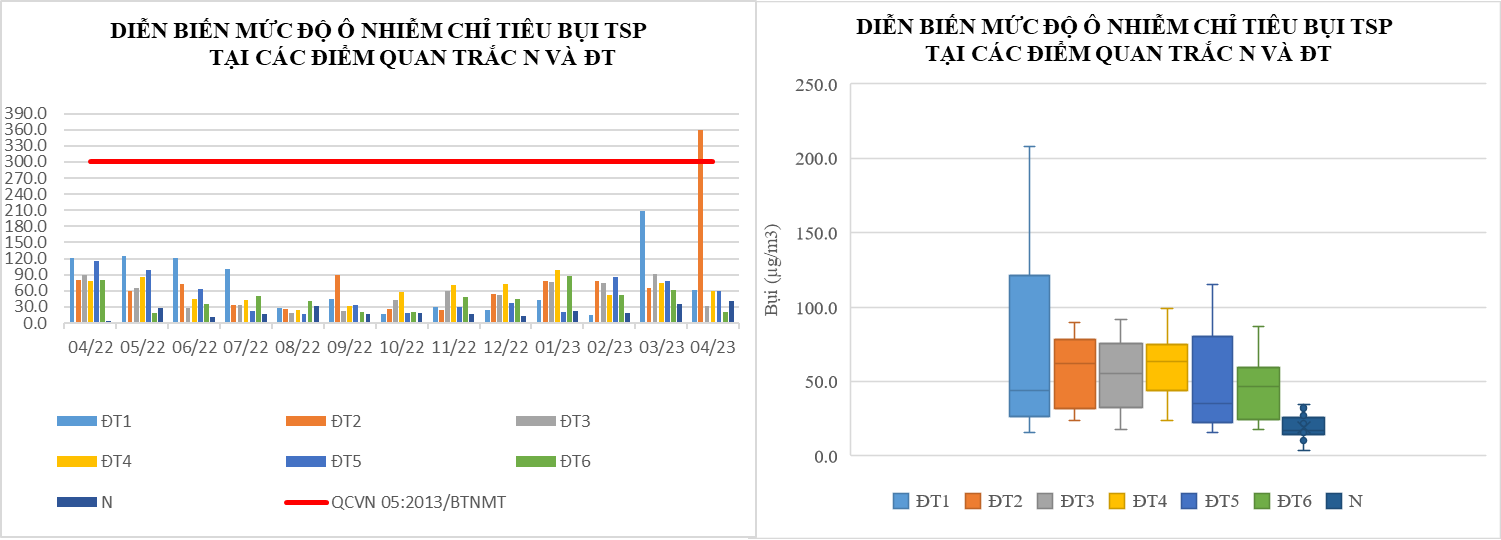 DIỄN BIẾN MỨC ĐỘ Ô NHIỄM CHỈ TIÊU BỤI TSP
TẠI CÁC ĐIỂM QUAN TRẮC N VÀ ĐT
390.0
360.0
330.0
300.0
270.0
240.0
210.0
180.0
150.0
120.0
90.0
60.0
30.0
0.0
04/22 05/22 06/22 07/22 08/22 09/22 10/22 11/22 12/22 01/23 02/23 03/23 04/23
ĐT1 ĐT2 ĐT3
ĐT4 ĐT5 ĐT6
N QCVN 05:2013/BTNMT
DIỄN BIẾN MỨC ĐỘ Ô NHIỄM CHỈ TIÊU BỤI TSP
TẠI CÁC ĐIỂM QUAN TRẮC N VÀ ĐT
Bụi (µg/m3)
250.0
200.0
150.0
100.0
50.0
0.0
ĐT1 ĐT2 ĐT3 ĐT4 ĐT5 ĐT6 N